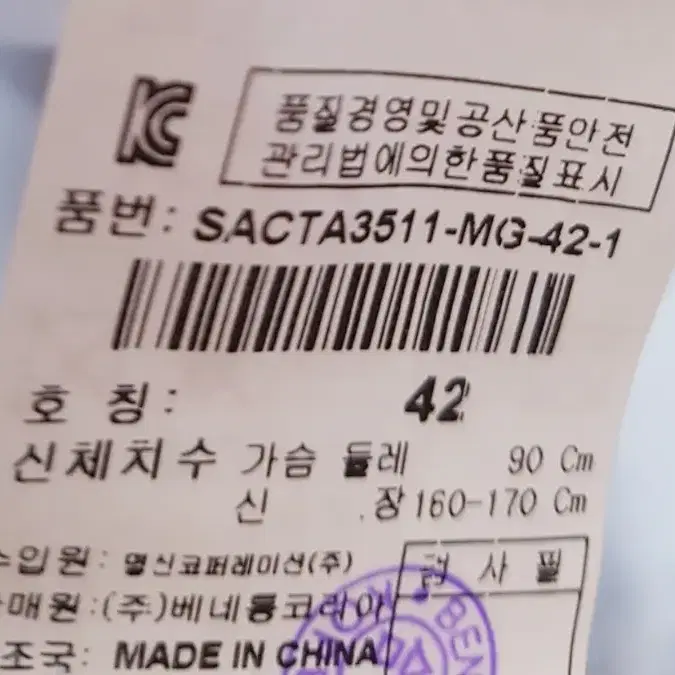 KC
품질경영및공산품안전
관리법에의한품질표시
품번: SACTA3511-MG-42-1
호 칭: 42
신체치수 가슴 둘레 90 Cm
신 장 160-170 Cm
수입원: 명신코퍼레이션(주)
매원:(주)베네통코리아
조국: MADE IN CHINA
검 사 필
BEN